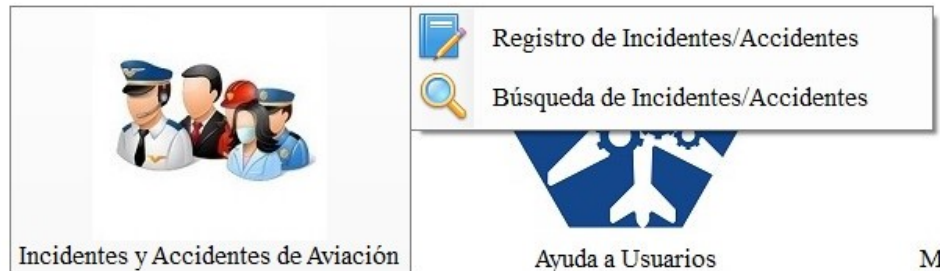 Registro de Incidentes/Accidentes
Búsqueda de Incidentes/Accidentes
Incidentes y Accidentes de Aviación
Ayuda a Usuarios
M